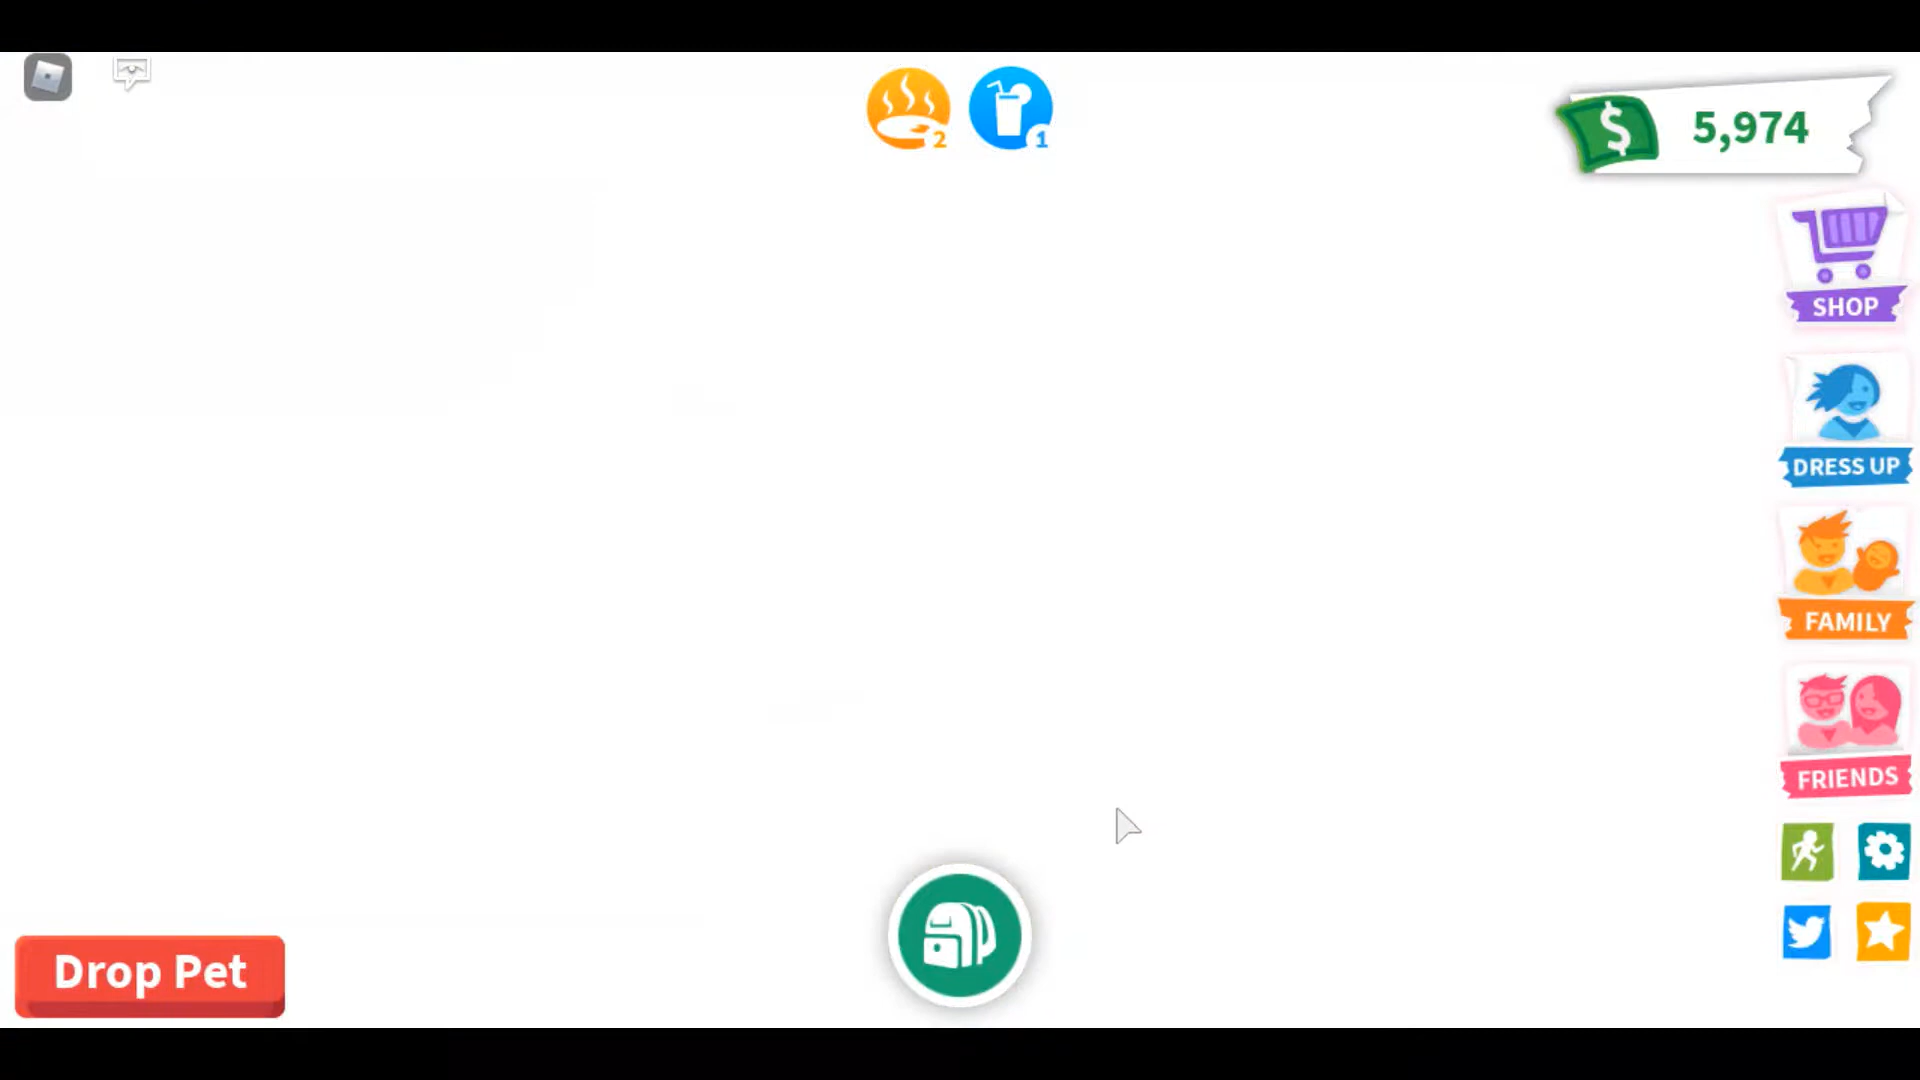 2
1
5,974
SHOP
DRESS UP
FAMILY
FRIENDS
Drop Pet